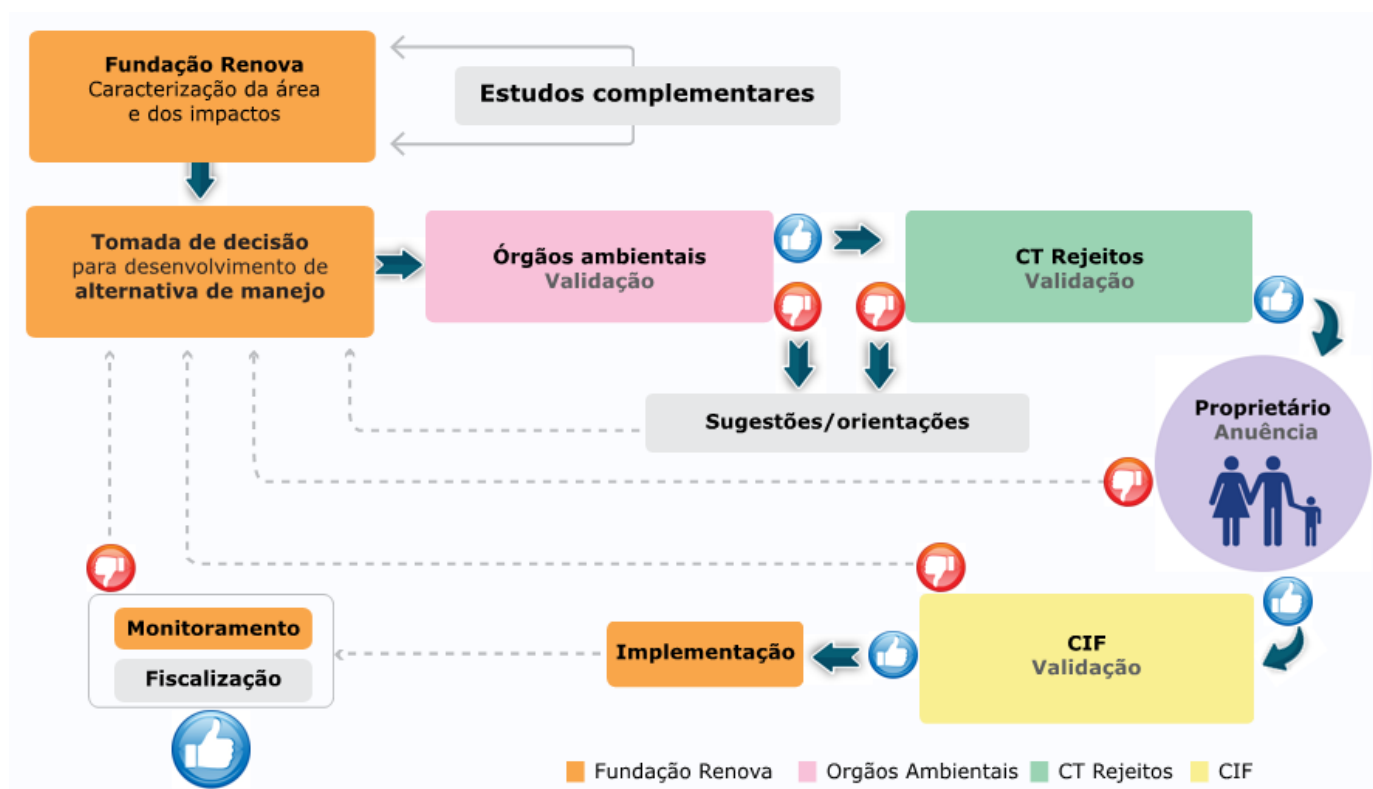 Fundação Renova
Caracterização da área
e dos impactos
Estudos complementares
Tomada de decisão
para desenvolvimento de
alternativa de manejo
Órgãos ambientais
Validação
CT Rejeitos
Validação
Sugestões/orientações
Proprietário
Anuência
Monitoramento
Fiscalização
Implementação
CIF
Validação
Fundação Renova
Orgãos Ambientais
CT Rejeitos
CIF